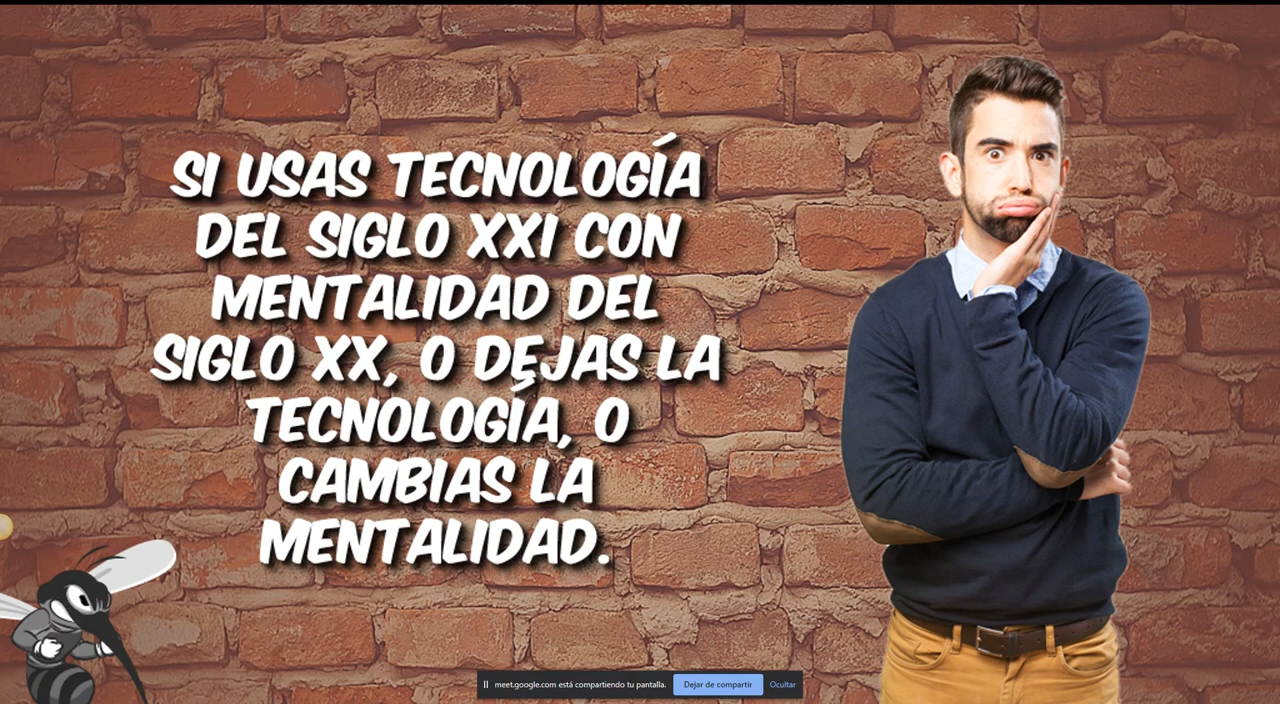 SI USAS TECNOLOGÍA
DEL SIGLO XXI CON
MENTALIDAD DEL
SIGLO XX, O DEJAS LA
TECNOLOGÍA, O
CAMBIAS LA
MENTALIDAD.
meet.google.com está compartiendo tu pantalla. Dejar de compartir Ocultar